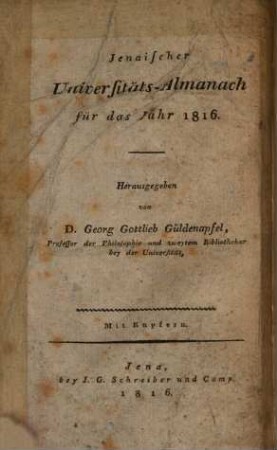 Jenaischer
Universitäts-Almanach
für das Jahr 1816.
Herausgegeben
von
D. Georg Gottlieb Güldenapfel,
Professor der Philosophie und zweytem Bibliothekar
bey der Universität,
Mit Kupfern.
Jena,
bey J. G. Schreiber und Comp.
1816.